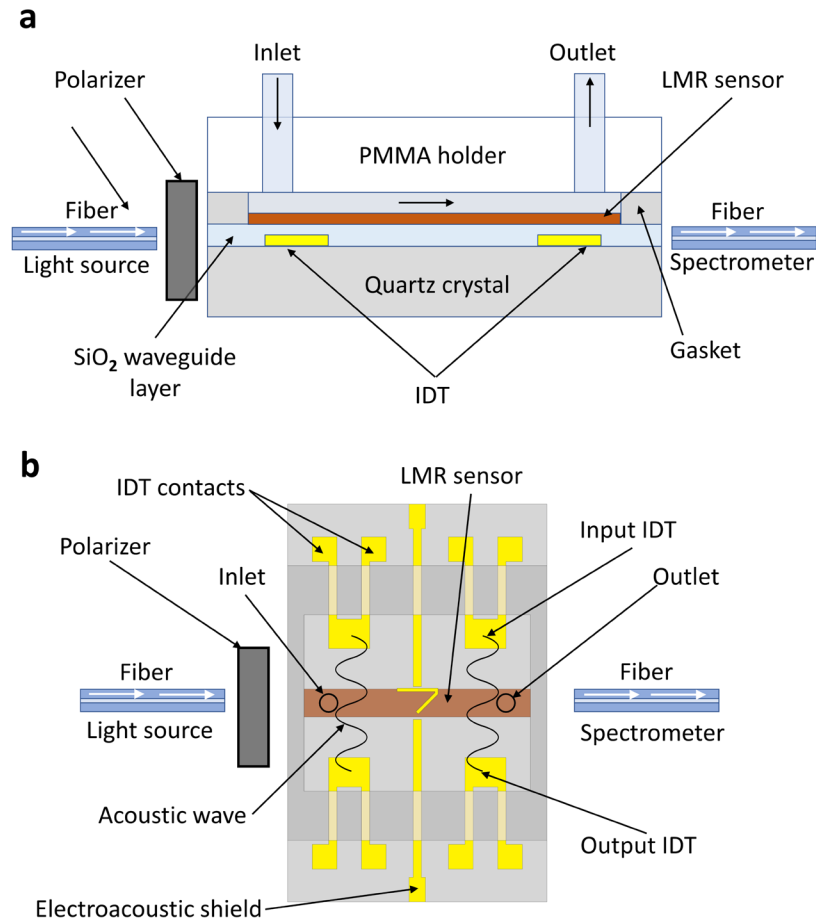 a
Inlet
Outlet
Polarizer
LMR sensor
PMMA holder
Fiber
Fiber
Light source
Spectrometer
Quartz crystal
SiO2 waveguide
layer
IDT
Gasket
b
LMR sensor
IDT contacts
Input IDT
Polarizer
Inlet
Outlet
Fiber
Fiber
Light source
Spectrometer
Acoustic wave
Output IDT
Electroacoustic shield